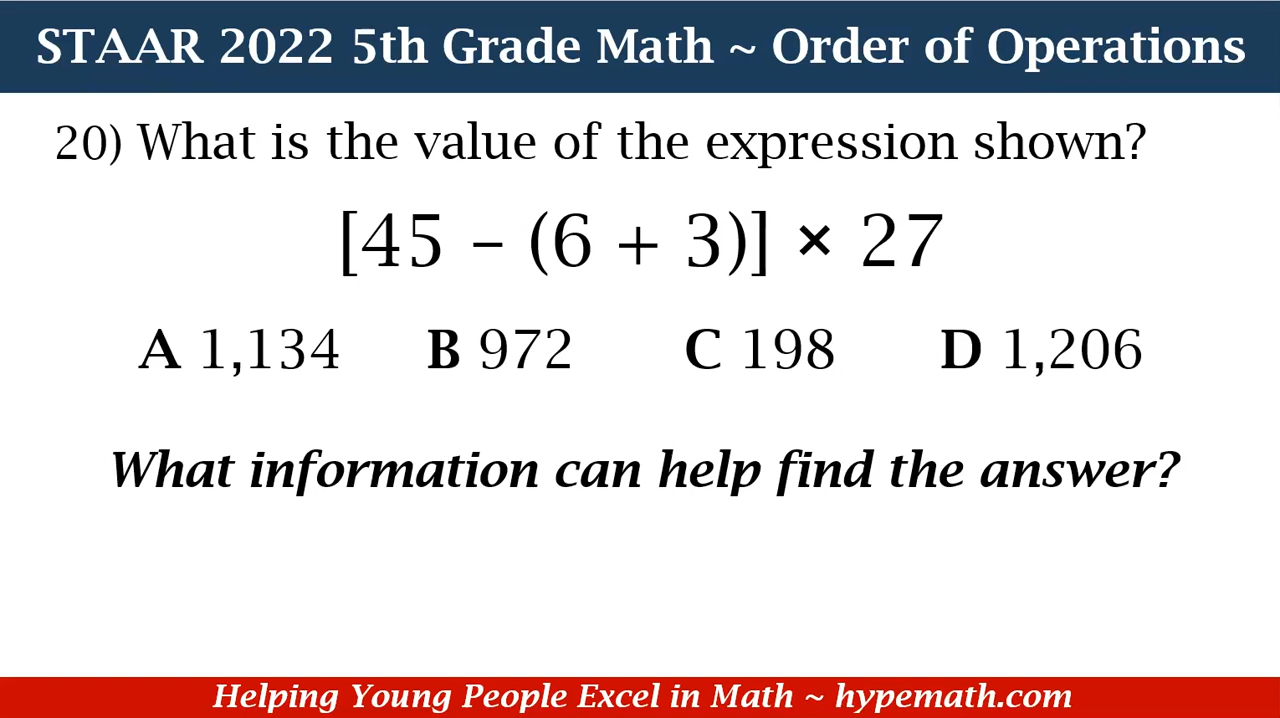 STAAR 2022 5th Grade Math ~ Order of Operations
20) What is the value of the expression shown?
[45 – (6 + 3)] × 27
A 1,134 B 972 C 198 D 1,206
What information can help find the answer?
Helping Young People Excel in Math ~ hypemath.com